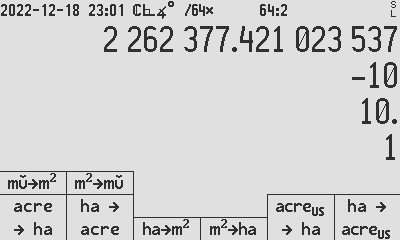 2022-12-18 23:01 ℂ⊾∡° /64× 64:2 SL
2 262 377.421 023 537
-10
10.
1
mŭ→m² m²→mŭ
acre → ha
ha → acre
ha→m² m²→ha
acreUS → ha
ha → acreUS